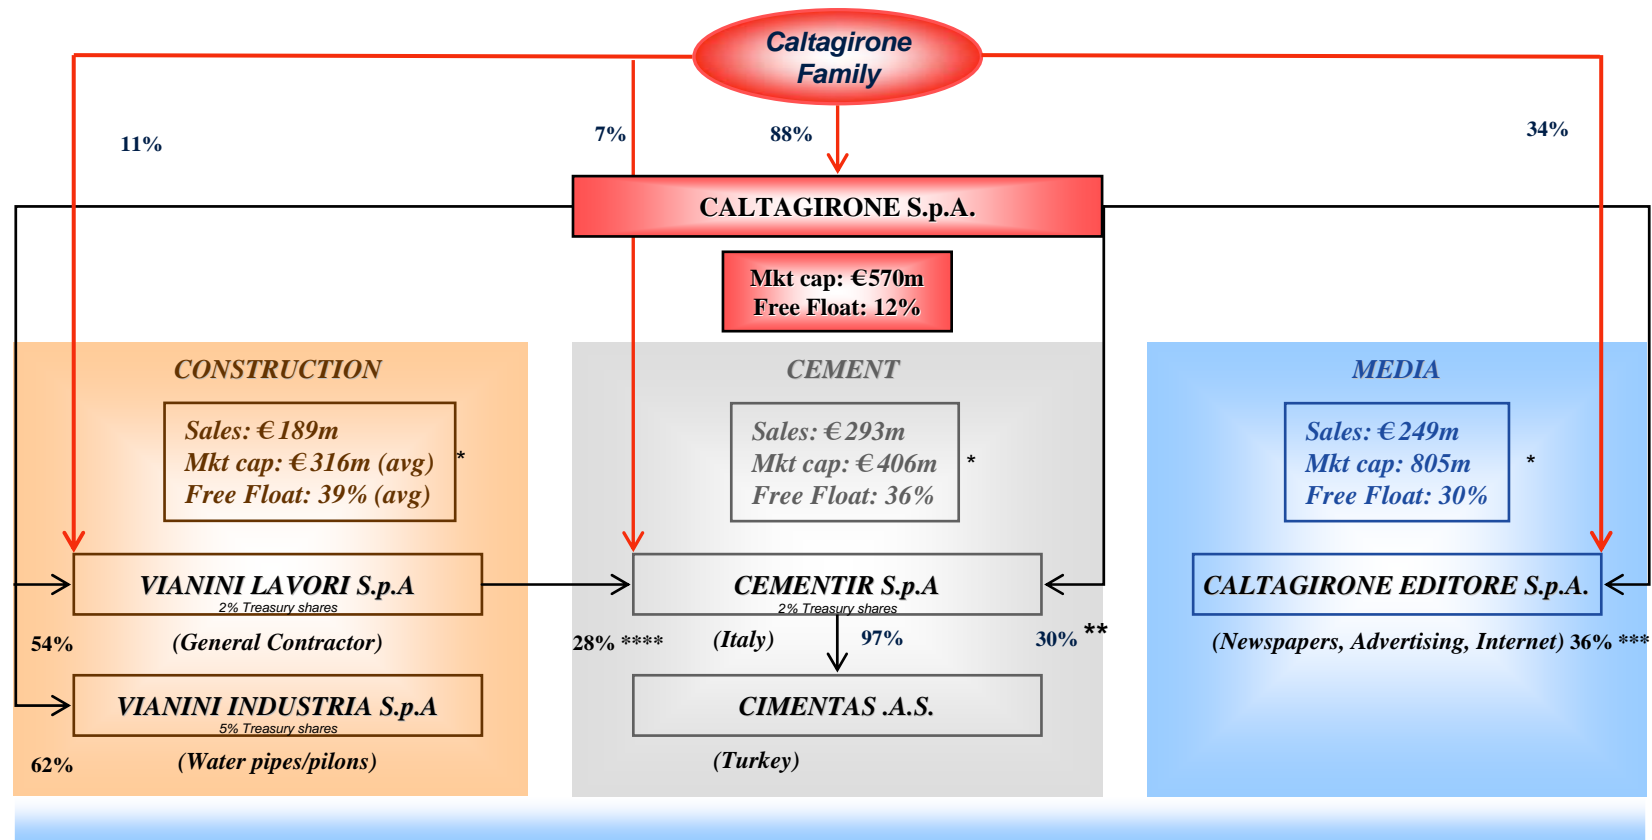 Caltagirone
Family
11%
7%
88%
34%
CALTAGIRONE S.p.A.
Mkt cap: €570m
Free Float: 12%
CONSTRUCTION
Sales: €189m
Mkt cap: €316m (avg) *
Free Float: 39% (avg)
VIANINI LAVORI S.p.A
2% Treasury shares
54%
(General Contractor)
VIANINI INDUSTRIA S.p.A
5% Treasury shares
62%
(Water pipes/pilons)
CEMENT
Sales: €293m
Mkt cap: €406m *
Free Float: 36%
CEMENTIR S.p.A
2% Treasury shares
28% ****
(Italy)
97%
30% **
CIMENTAS .A.S.
(Turkey)
MEDIA
Sales: €249m
Mkt cap: 805m *
Free Float: 30%
CALTAGIRONE EDITORE S.p.A.
(Newspapers, Advertising, Internet) 36% ***